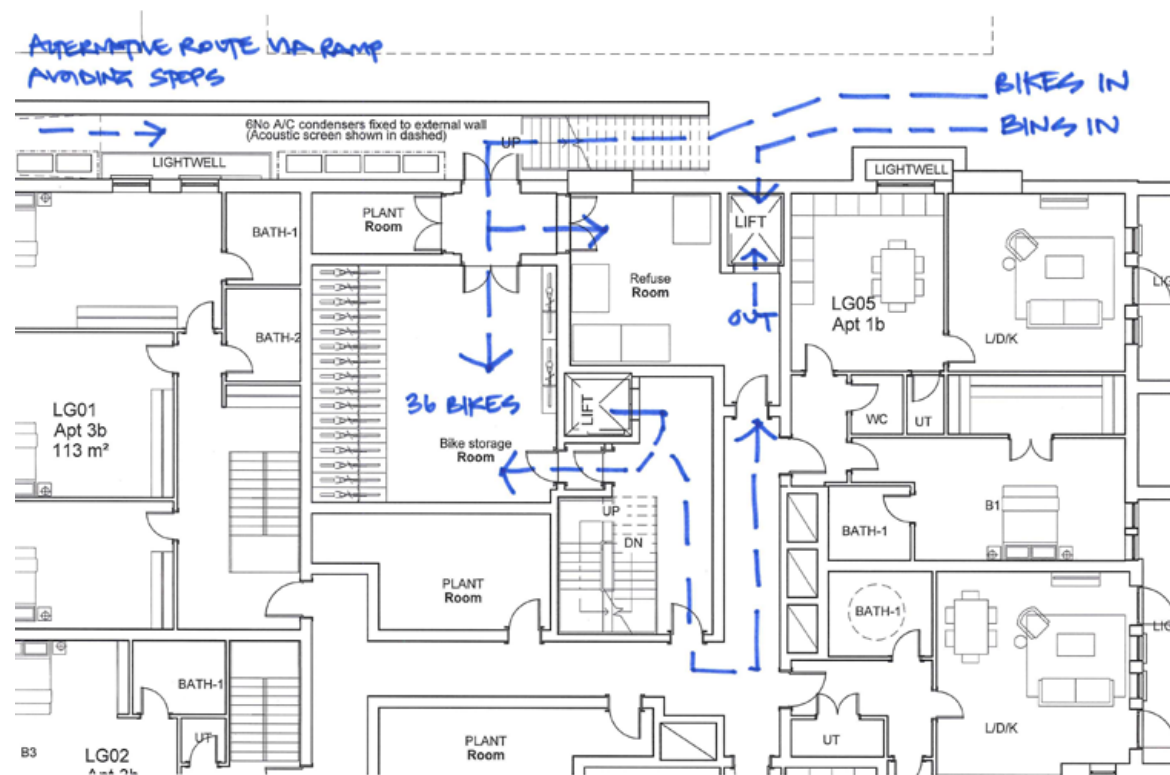 ALTERNATIVE ROUTE VIA RAMP
AVOIDING STEPS
BIKES IN
BINS IN
6No A/C condensers fixed to external wall
(Acoustic screen shown in dashed)
UP
LIGHTWELL
LIGHTWELL
PLANT
Room
BATH-1
LIFT
Refuse
Room
LG05
Apt 1b
L/D/K
OUT
BATH-2
36 BIKES
LIFT
LG01
Apt 3b
113 m²
WC
UT
Bike storage
Room
UP
DN
B1
BATH-1
PLANT
Room
BATH-1
BATH-1
UT
L/D/K
B3
LG02
PLANT
Room
UT